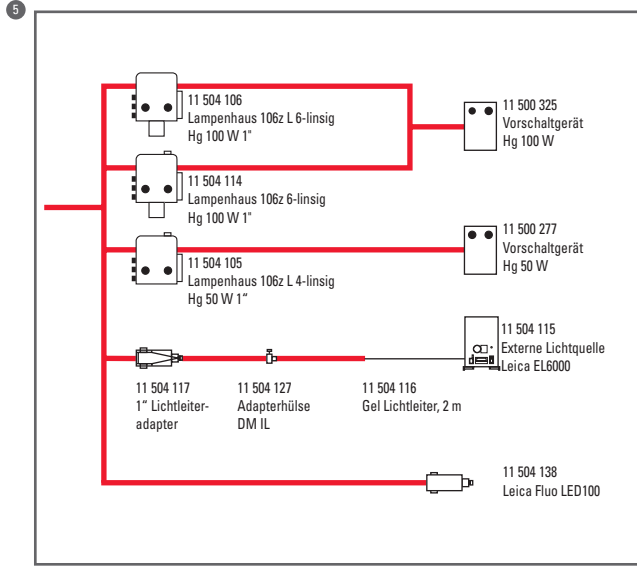 5
11 504 106
Lampenhaus 106z L 6-linsig
Hg 100 W 1"
11 500 325
Vorschaltgerät
Hg 100 W
11 504 114
Lampenhaus 106z 6-linsig
Hg 100 W 1"
11 500 277
Vorschaltgerät
Hg 50 W
11 504 105
Lampenhaus 106z L 4-linsig
Hg 50 W 1“
11 504 115
Externe Lichtquelle
Leica EL6000
11 504 117
1“ Lichtleiter-
adapter
11 504 127
Adapterhülse
DM IL
11 504 116
Gel Lichtleiter, 2 m
11 504 138
Leica Fluo LED100